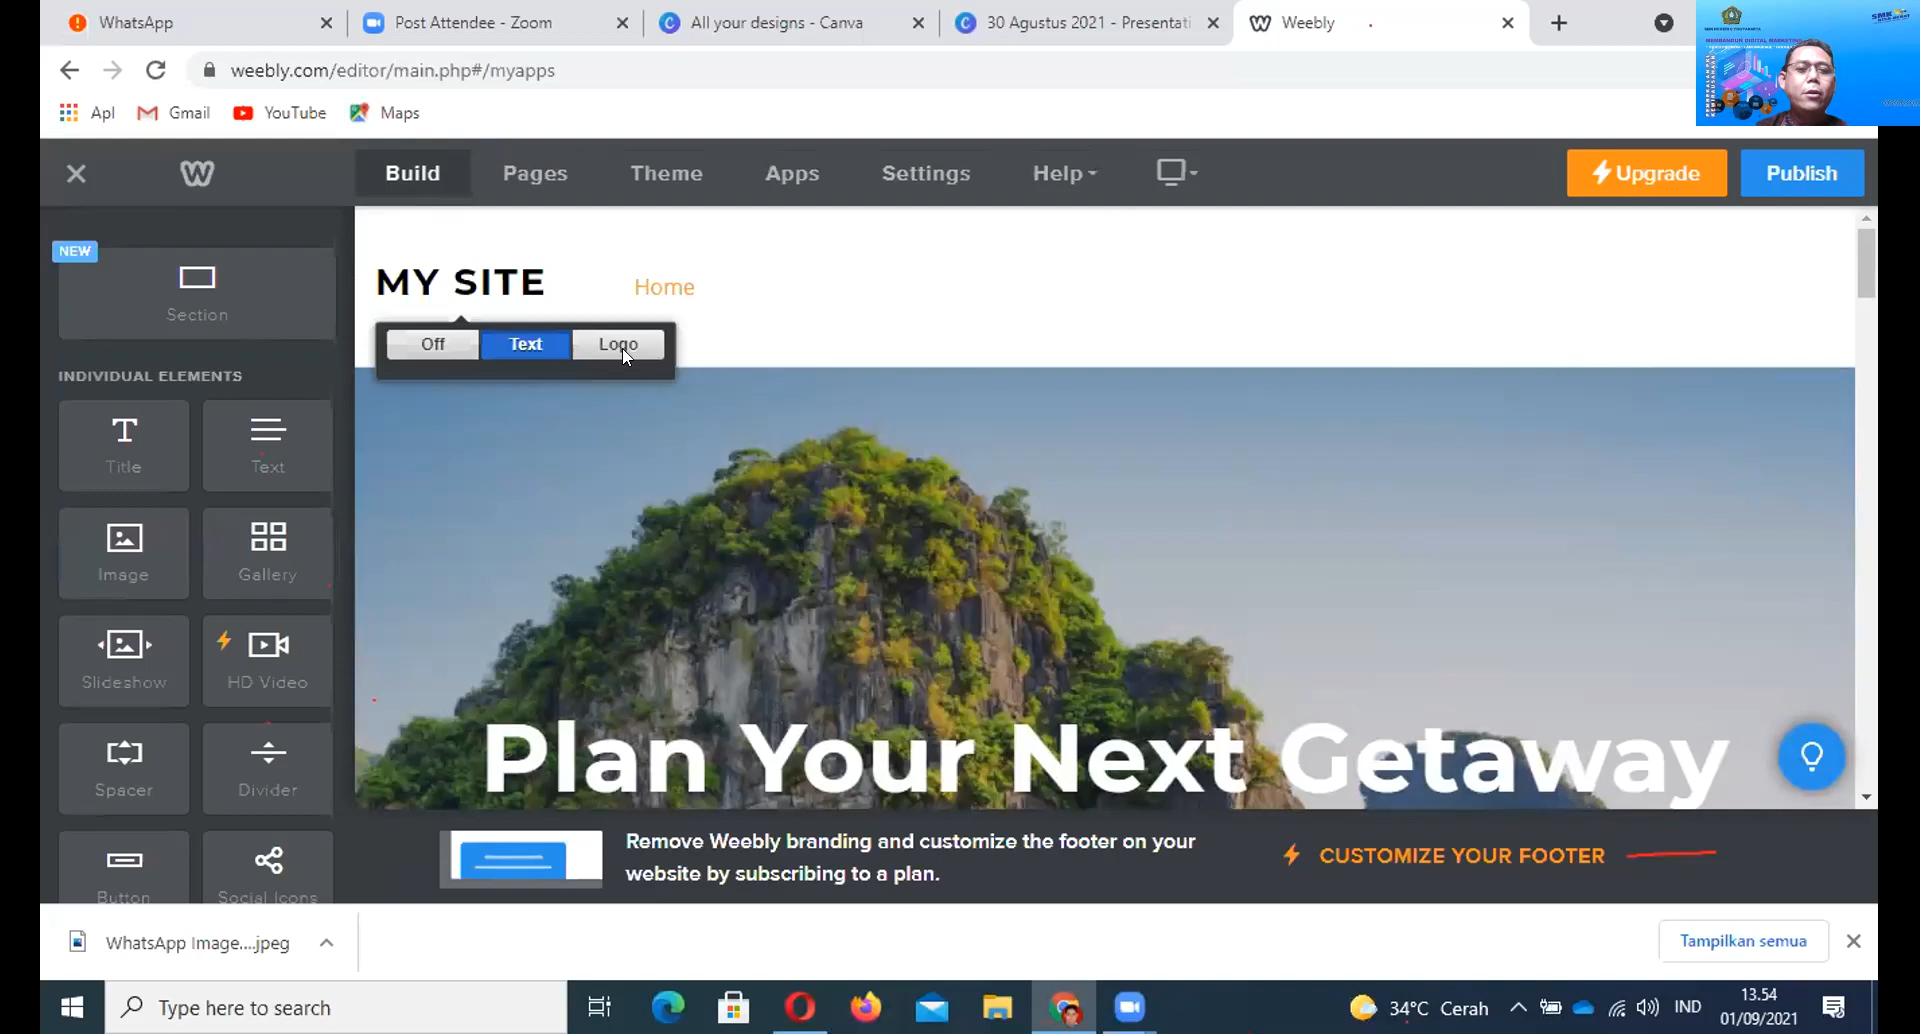 WhatsApp
Post Attendee - Zoom
All your designs - Canva
30 Agustus 2021 - Presentati
Weebly
weebly.com/editor/main.php#/myapps
Apl
Gmail
YouTube
Maps
MEMBANGUN DIGITAL MARKETING
Build
Pages
Theme
Apps
Settings
Help
Upgrade
Publish
NEW
Section
MY SITE
Home
Off
Text
Logo
INDIVIDUAL ELEMENTS
Title
Text
Image
Gallery
Slideshow
HD Video
Spacer
Divider
Button
Social Icons
Plan Your Next Getaway
Remove Weebly branding and customize the footer on your
website by subscribing to a plan.
CUSTOMIZE YOUR FOOTER
WhatsApp Image....jpeg
Tampilkan semua
Type here to search
34°C Cerah
IND
13.54
01/09/2021